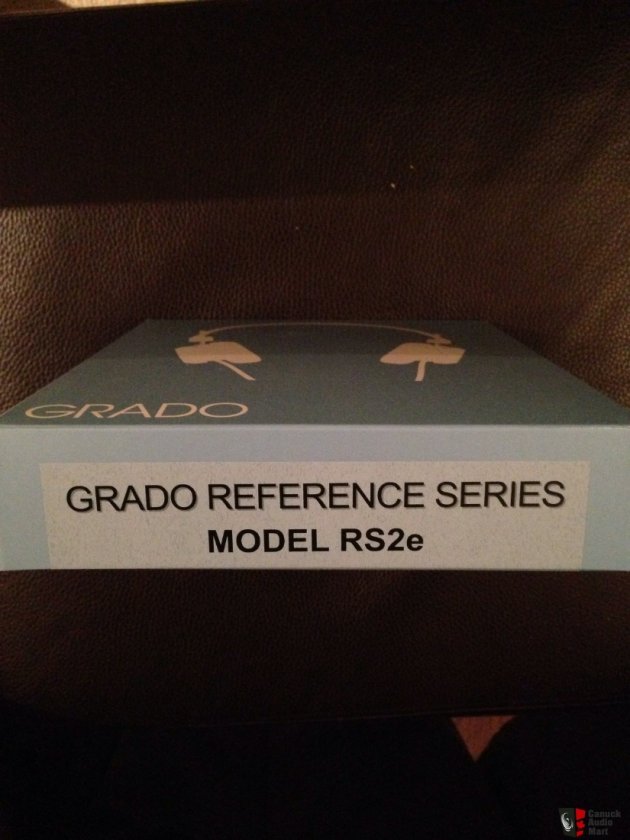 GRADO
GRADO REFERENCE SERIES
MODEL RS2e
Canuck
Audio
Mart